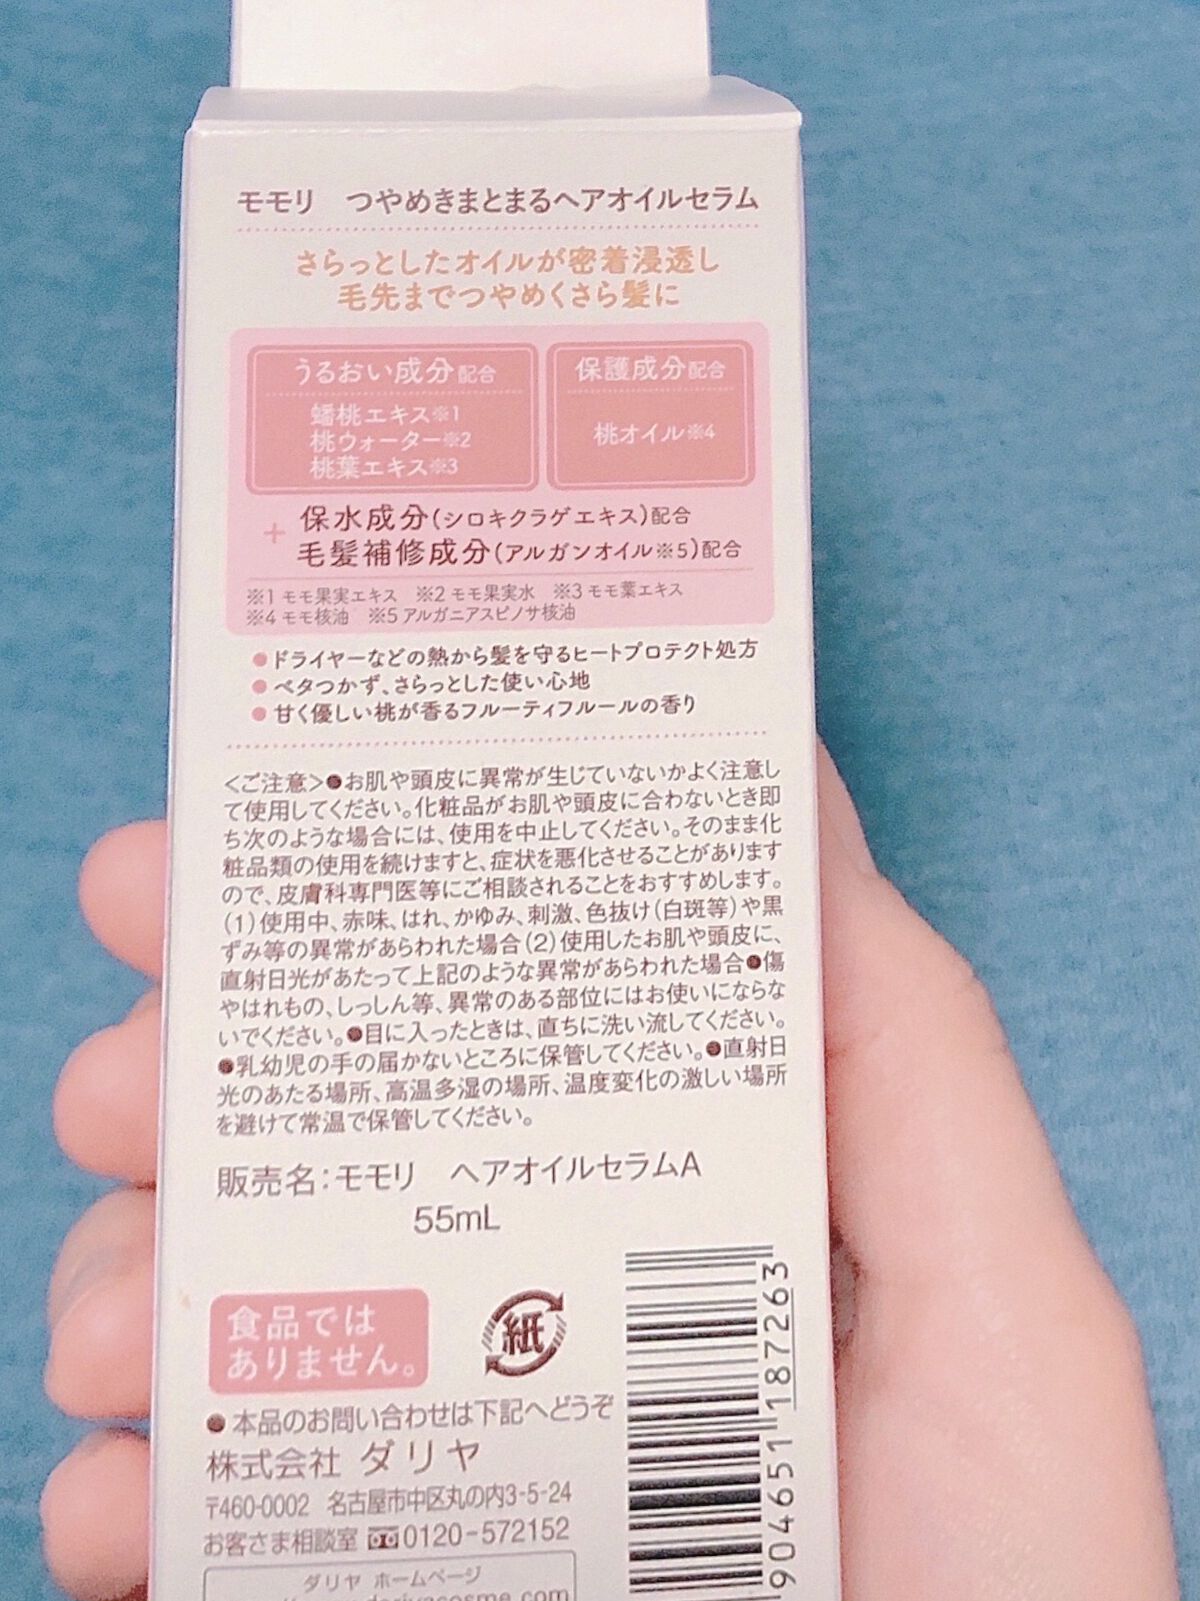 モモリ　つやめきまとまるヘアオイルセラム
さらっとしたオイルが密着浸透し
毛先までつやめくさら髪に
うるおい成分配合
蟠桃エキス※1
桃ウォーター※2
桃葉エキス※3
保護成分配合
桃オイル※4
+ 保水成分(シロキクラゲエキス)配合
毛髪補修成分(アルガンオイル※5)配合
※1 モモ果実エキス　※2 モモ果実水　※3 モモ葉エキス
※4 モモ核油　※5 アルガニアスピノサ核油
●ドライヤーなどの熱から髪を守るヒートプロテクト処方
●ベタつかず、さらっとした使い心地
●甘く優しい桃が香るフルーティフルールの香り
<ご注意>●お肌や頭皮に異常が生じていないかよく注意し
て使用してください。化粧品がお肌や頭皮に合わないとき即
ち次のような場合には、使用を中止してください。そのまま化
粧品類の使用を続けますと、症状を悪化させることがあります
ので、皮膚科専門医等にご相談されることをおすすめします。
(1)使用中、赤味、はれ、かゆみ、刺激、色抜け(白斑等)や黒
ずみ等の異常があらわれた場合(2)使用したお肌や頭皮に、
直射日光があたって上記のような異常があらわれた場合●傷
やはれもの、しっしん等、異常のある部位にはお使いにならな
いでください。●目に入ったときは、直ちに洗い流してください。
●乳幼児の手の届かないところに保管してください。●直射日
光のあたる場所、高温多湿の場所、温度変化の激しい場所
を避けて常温で保管してください。
販売名：モモリ　ヘアオイルセラムA
55mL
食品では
ありません。
紙
●本品のお問い合わせは下記へどうぞ
株式会社 ダリヤ
〒460-0002　名古屋市中区丸の内3-5-24
お客さま相談室 0120-572152
ダリヤ ホームページ
904651 187263